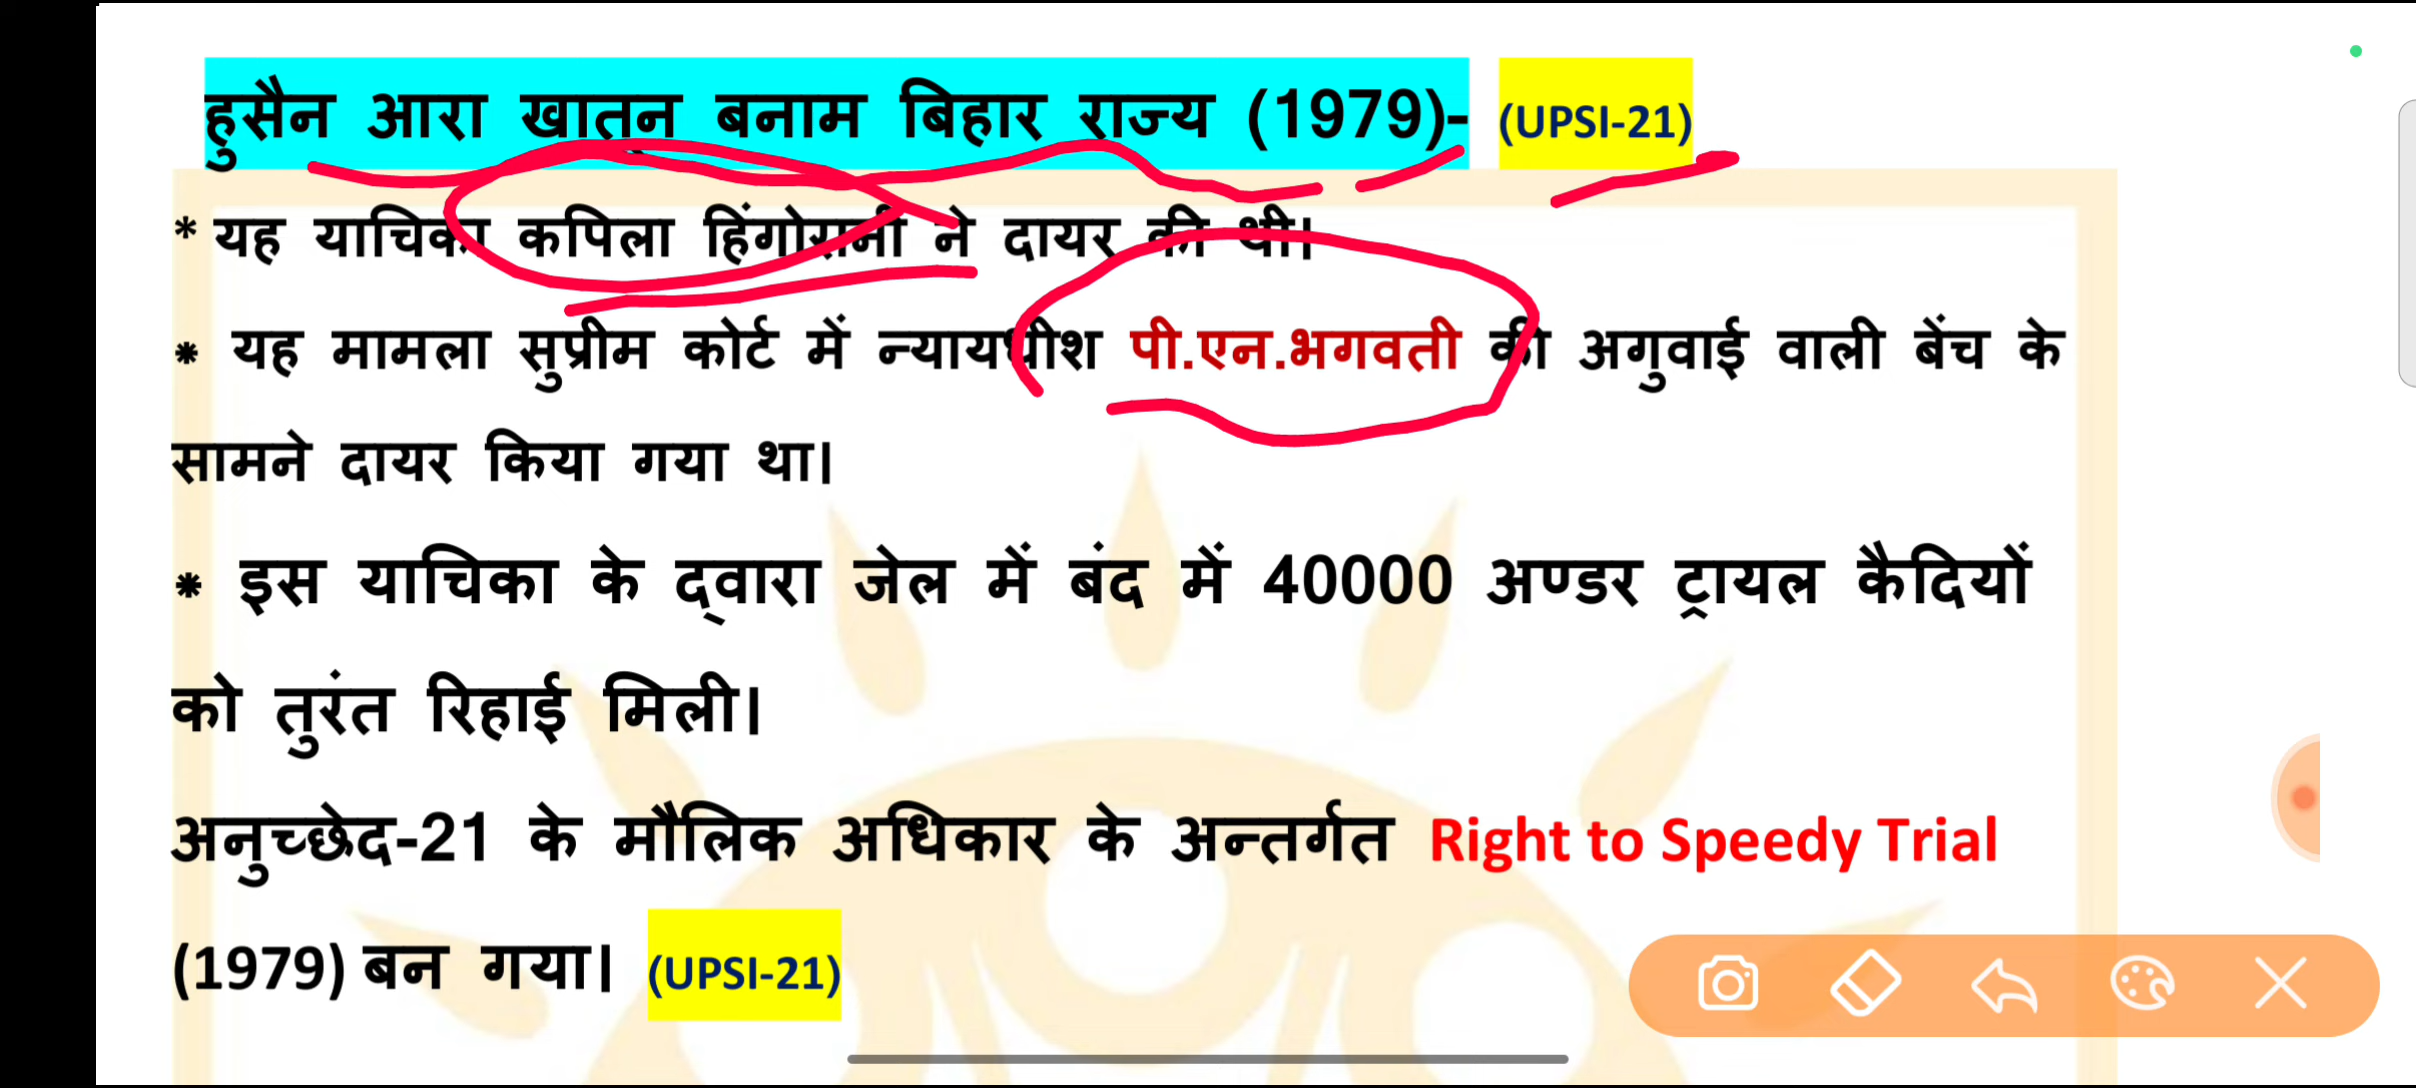 हुसैन आरा खातून बनाम बिहार राज्य (1979)- (UPSI-21)
* यह याचिका कपिला हिंगोरानी ने दायर की थी।
* यह मामला सुप्रीम कोर्ट में न्यायधीश पी.एन.भगवती की अगुवाई वाली बेंच के
सामने दायर किया गया था।
* इस याचिका के द्वारा जेल में बंद में 40000 अण्डर ट्रायल कैदियों
को तुरंत रिहाई मिली।
अनुच्छेद-21 के मौलिक अधिकार के अन्तर्गत Right to Speedy Trial
(1979) बन गया। (UPSI-21)